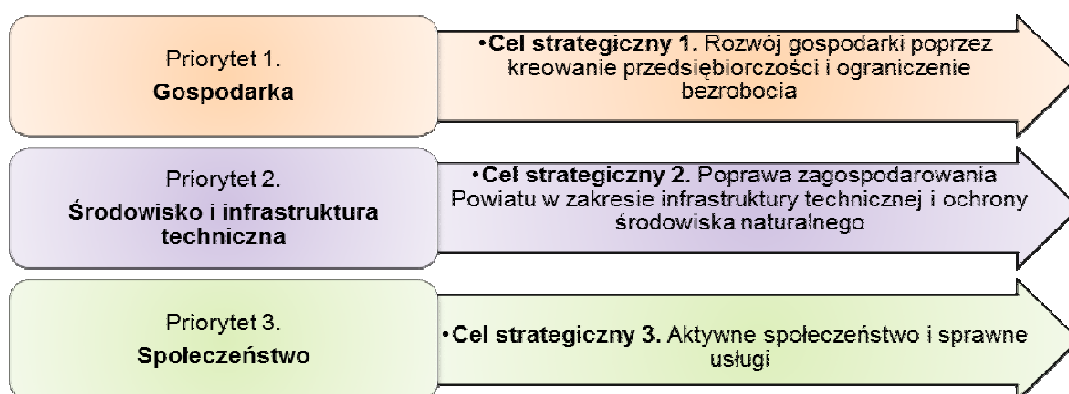 Priorytet 1.
Gospodarka
•Cel strategiczny 1. Rozwój gospodarki poprzez
kreowanie przedsiębiorczości i ograniczenie
bezrobocia
Priorytet 2.
Środowisko i infrastruktura
techniczna
•Cel strategiczny 2. Poprawa zagospodarowania
Powiatu w zakresie infrastruktury technicznej i ochrony
środowiska naturalnego
Priorytet 3.
Społeczeństwo
•Cel strategiczny 3. Aktywne społeczeństwo i sprawne
usługi